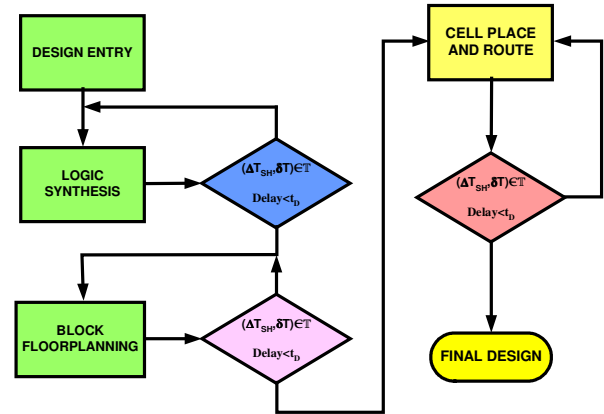 DESIGN ENTRY
LOGIC
SYNTHESIS
(ΔT_SH,δT)∈𝕋
Delay<t_D
BLOCK
FLOORPLANNING
(ΔT_SH,δT)∈𝕋
Delay<t_D
CELL PLACE
AND ROUTE
(ΔT_SH,δT)∈𝕋
Delay<t_D
FINAL DESIGN